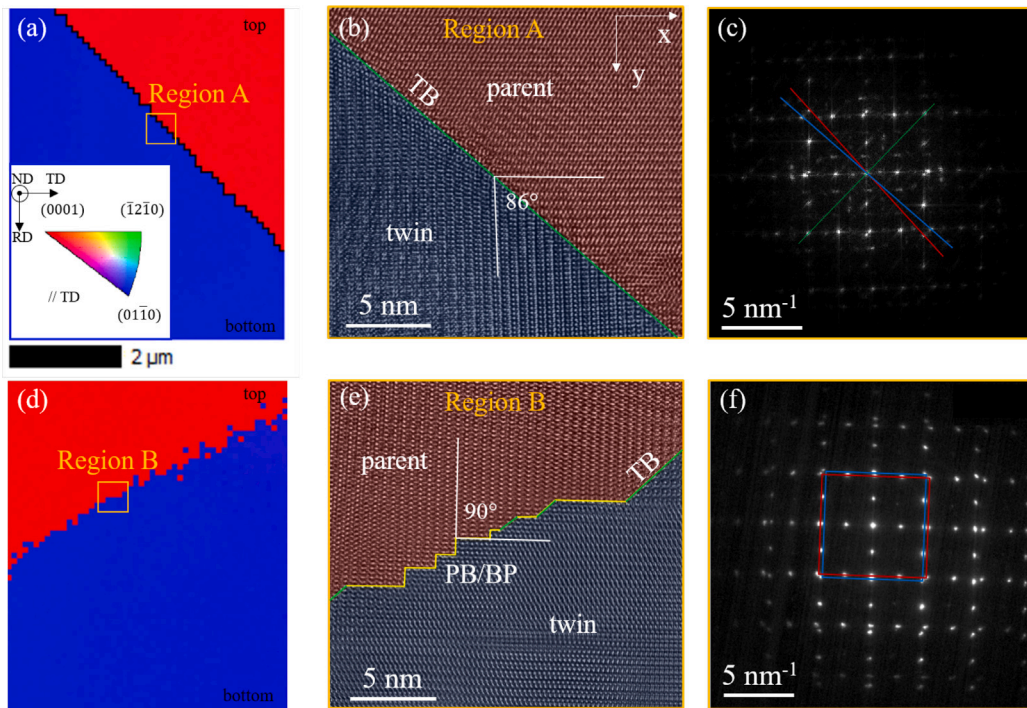 (a)
top
Region A
ND
TD
(0001)
(1̅21̅0)
RD
// TD
(011̅0)
bottom
2 µm
(b)
Region A
x
y
TB
parent
86°
twin
5 nm
(c)
5 nm⁻¹
(d)
top
Region B
bottom
(e)
Region B
parent
TB
90°
PB/BP
twin
5 nm
(f)
5 nm⁻¹